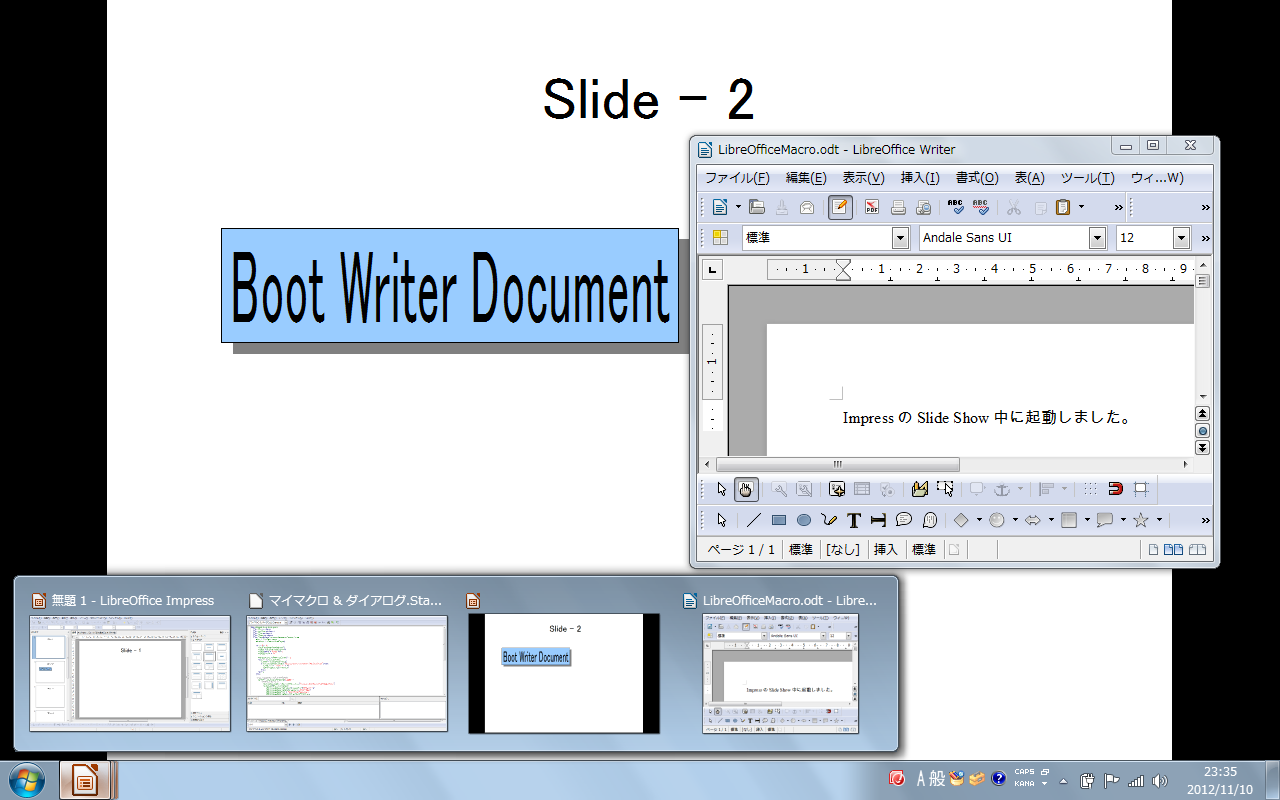 Slide - 2
Boot Writer Document
LibreOfficeMacro.odt - LibreOffice Writer
ファイル(F) 編集(E) 表示(V) 挿入(I) 書式(O) 表(A) ツール(T) ウィ...W)
標準 Andale Sans UI 12
1 1 2 3 4 5 6 7 8 9
1
Impress の Slide Show 中に起動しました。
ページ 1 / 1 標準 [なし] 挿入 標準
無題 1 - LibreOffice Impress
マイマクロ & ダイアログ.Sta...
LibreOfficeMacro.odt - Libre...
Slide - 1
Slide - 2
Boot Writer Document
Impress の Slide Show 中に起動しました。
A 般 CAPS KANA
23:35
2012/11/10